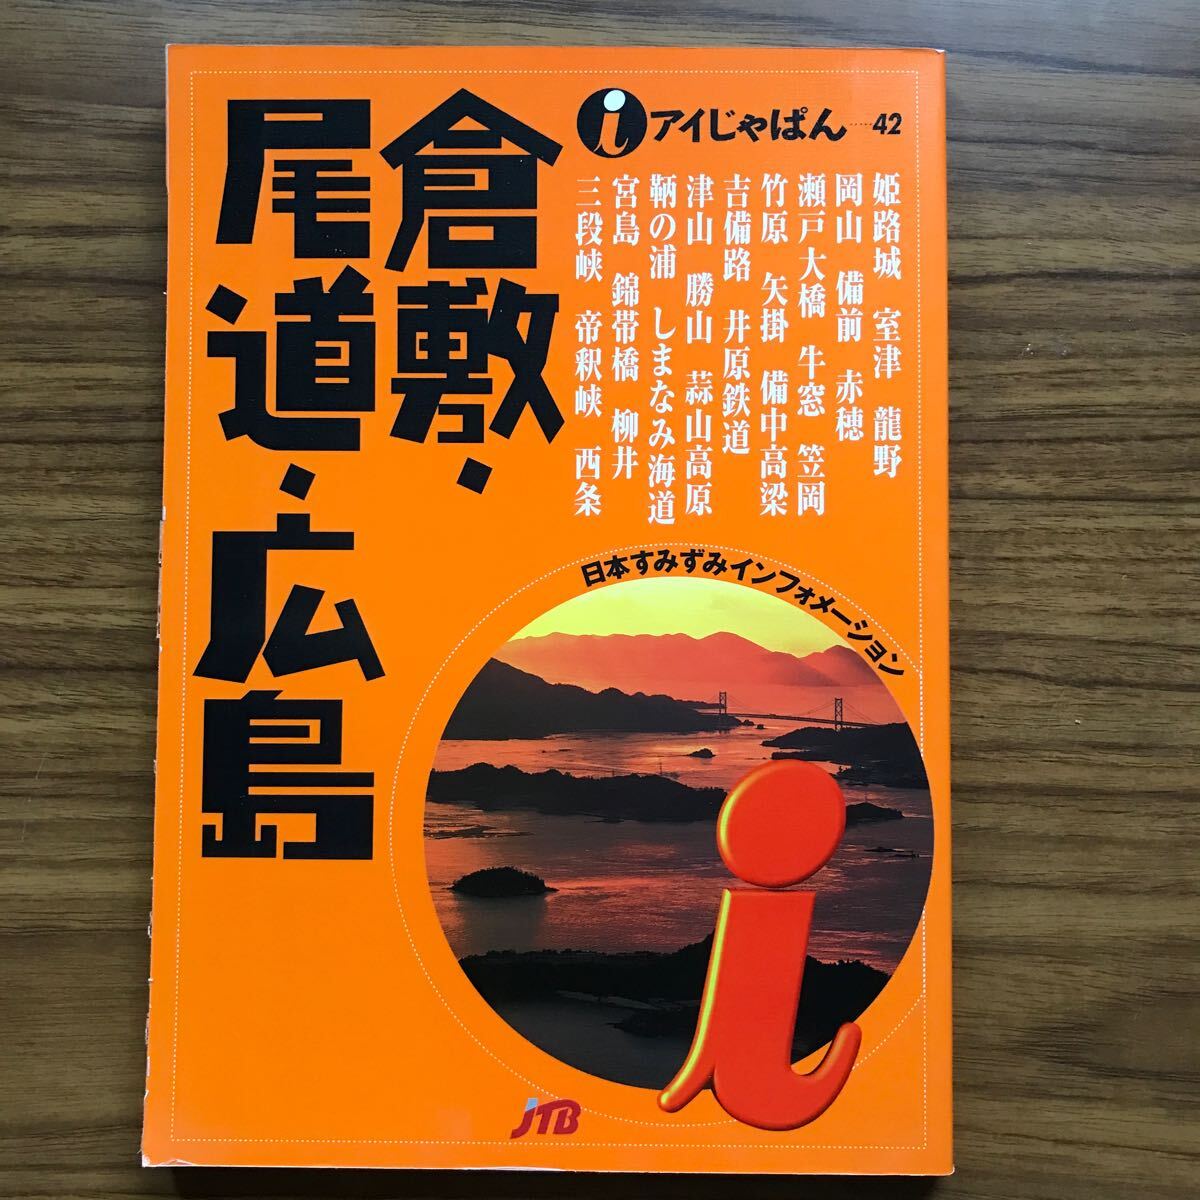 i アイじゃぱん……42
倉敷・
尾道・広島
姫路城 室津 龍野
岡山 備前 赤穂
瀬戸大橋 牛窓 笠岡
竹原 矢掛 備中高梁
吉備路 井原鉄道
津山 勝山 蒜山高原
鞆の浦 しまなみ海道
宮島 錦帯橋 柳井
三段峡 帝釈峡 西条
日本すみずみインフォメーション
i
JTB